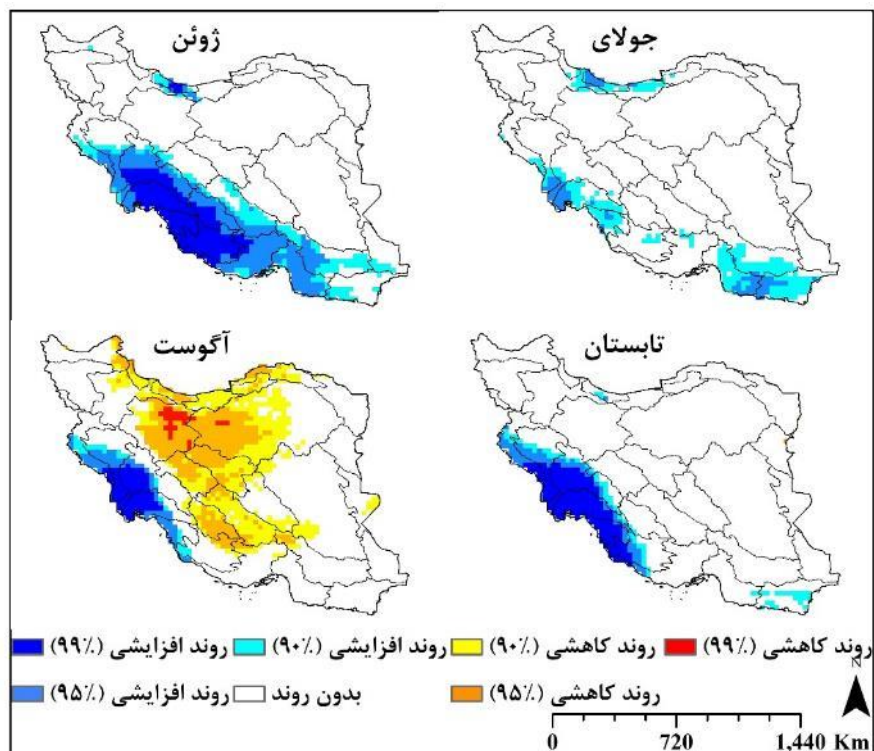 ژوئن
جولای
آگوست
تابستان
روند افزایشی (۹۹٪)
روند افزایشی (۹۰٪)
روند کاهشی (۹۰٪)
روند کاهشی (۹۹٪)
روند افزایشی (۹۵٪)
بدون روند
روند کاهشی (۹۵٪)
N
0 720 1,440 Km